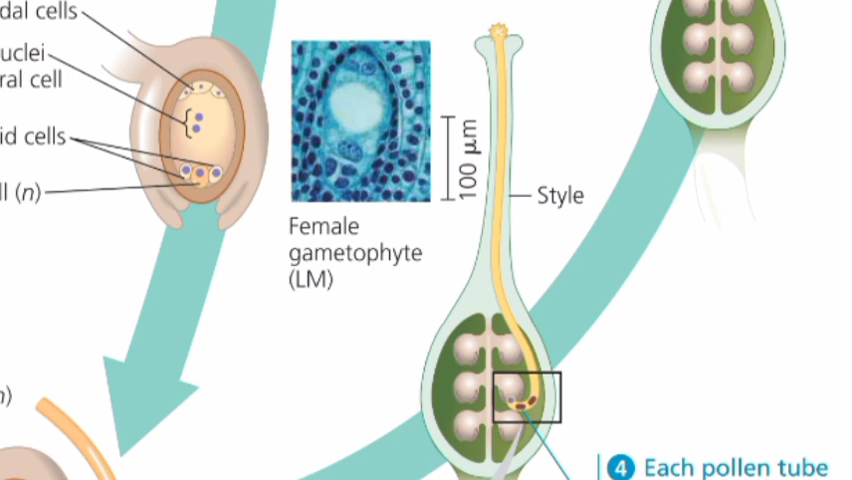 dal cells
uclei
ral cell
id cells
ll (n)
Female
gametophyte
(LM)
100 μm
Style
4 Each pollen tube